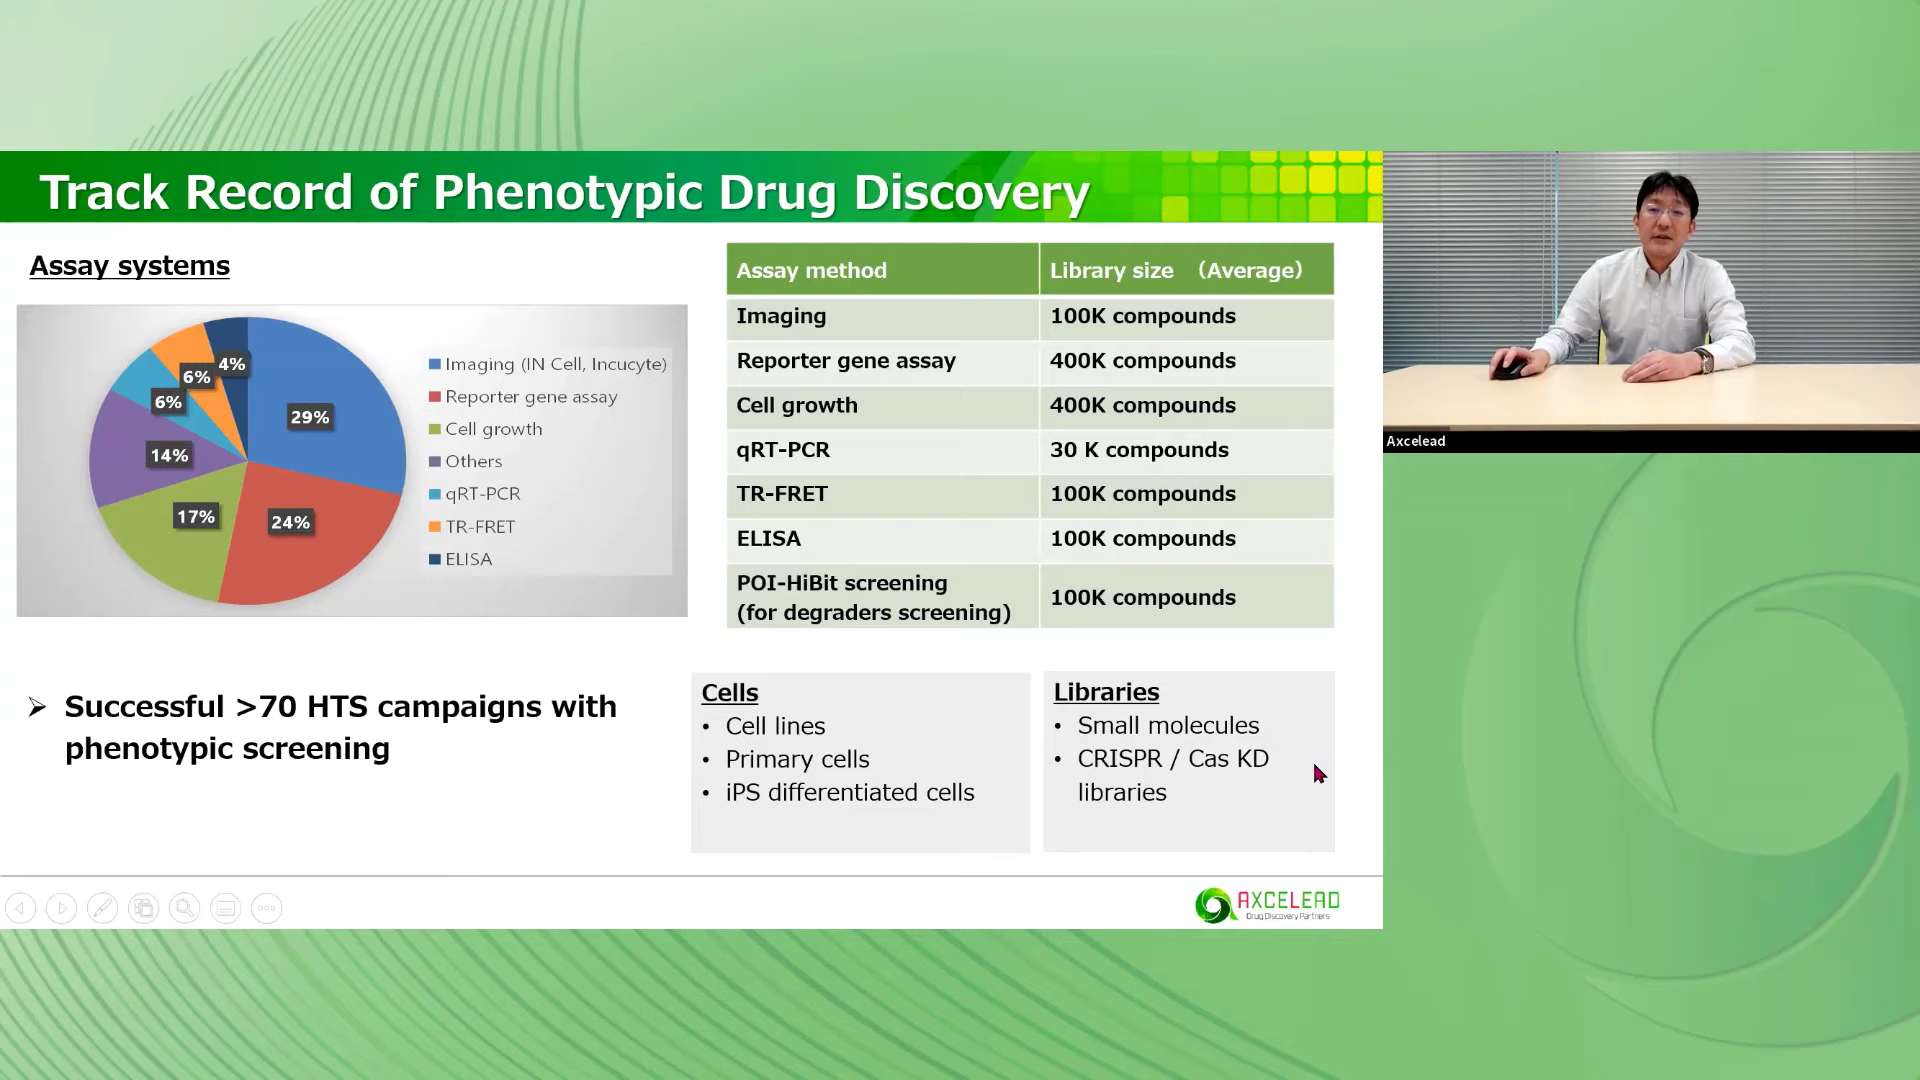 Track Record of Phenotypic Drug Discovery
Assay systems
4%
6%
6%
29%
14%
17%
24%
Imaging (IN Cell, Incucyte)
Reporter gene assay
Cell growth
Others
qRT-PCR
TR-FRET
ELISA
Assay method Library size （Average）
Imaging 100K compounds
Reporter gene assay 400K compounds
Cell growth 400K compounds
qRT-PCR 30 K compounds
TR-FRET 100K compounds
ELISA 100K compounds
POI-HiBit screening
(for degraders screening) 100K compounds
➢ Successful >70 HTS campaigns with
phenotypic screening
Cells
• Cell lines
• Primary cells
• iPS differentiated cells
Libraries
• Small molecules
• CRISPR / Cas KD
libraries
AXCELEAD
Drug Discovery Partners
Axcelead